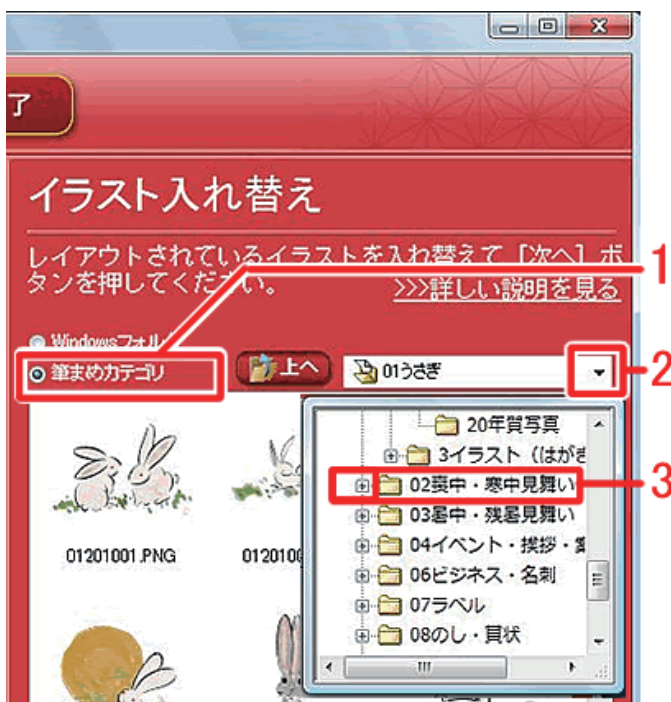 了
イラスト入れ替え
レイアウトされているイラストを入れ替えて［次へ］ボ
タンを押してください。
>>>詳しい説明を見る
1
Windowsフォル
筆まめカテゴリ
上へ
01うさぎ
2
20年賀写真
3イラスト（はがき
02喪中・寒中見舞い
3
03暑中・残暑見舞い
04イベント・挨拶・
06ビジネス・名刺
07ラベル
08のし・賞状
01201001.PNG
0120100